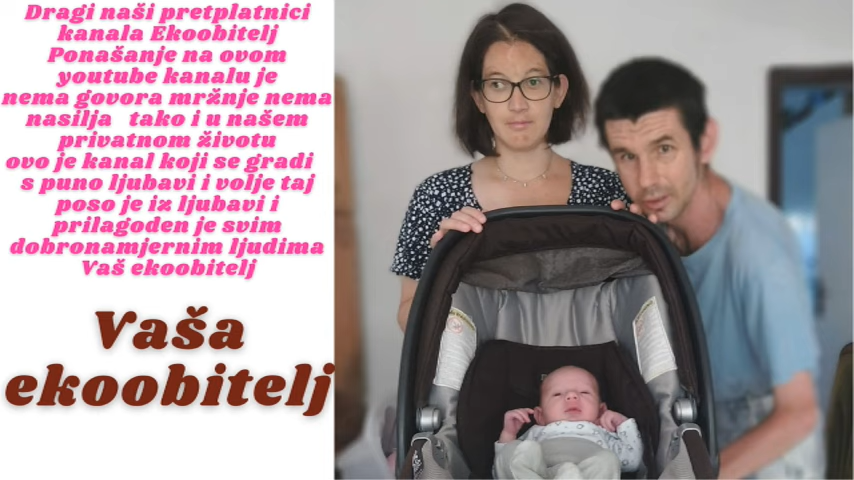 Dragi naši pretplatnici
kanala Ekoobitelj
Ponašanje na ovom
youtube kanalu je
nema govora mržnje nema
nasilja tako i u našem
privatnom životu
ovo je kanal koji se gradi
s puno ljubavi i volje taj
poso je iz ljubavi i
prilagođen je svim
dobronamjernim ljudima
Vaš ekoobitelj
Vaša
ekoobitelj